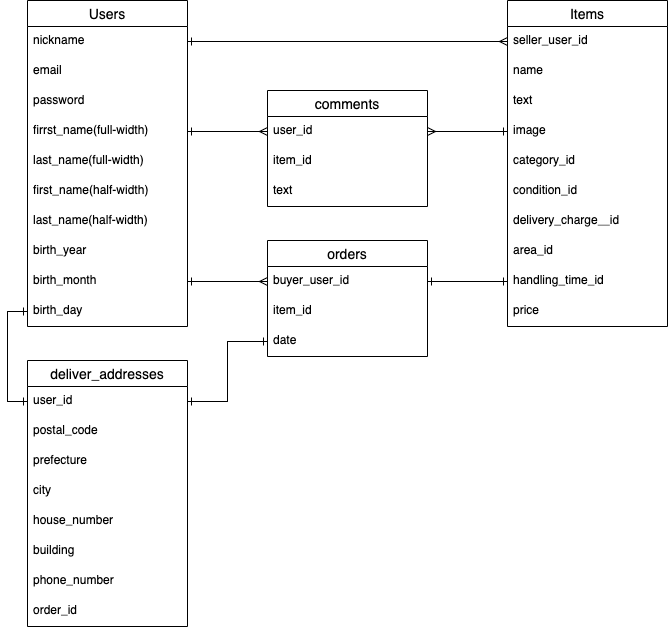 Users
nickname
email
password
firrst_name(full-width)
last_name(full-width)
first_name(half-width)
last_name(half-width)
birth_year
birth_month
birth_day
Items
seller_user_id
name
text
image
category_id
condition_id
delivery_charge__id
area_id
handling_time_id
price
comments
user_id
item_id
text
orders
buyer_user_id
item_id
date
deliver_addresses
user_id
postal_code
prefecture
city
house_number
building
phone_number
order_id